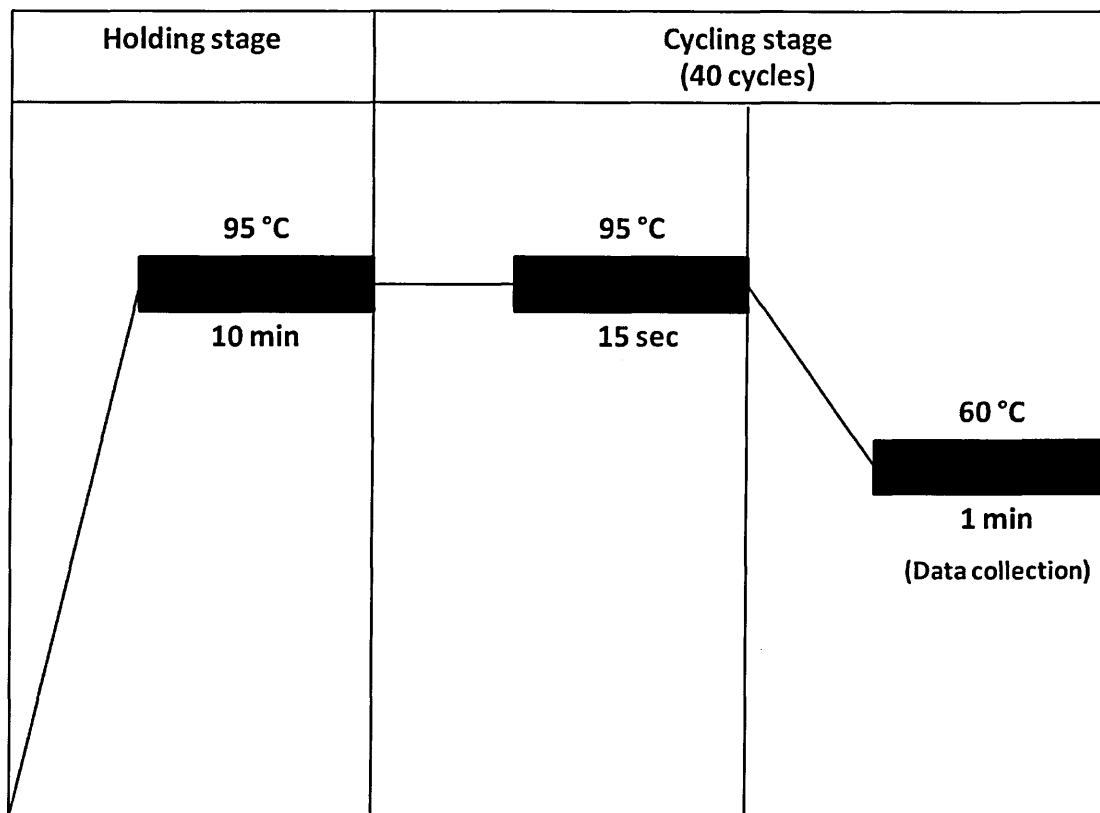 Holding stage
Cycling stage
(40 cycles)
95 °C
10 min
95 °C
15 sec
60 °C
1 min
(Data collection)